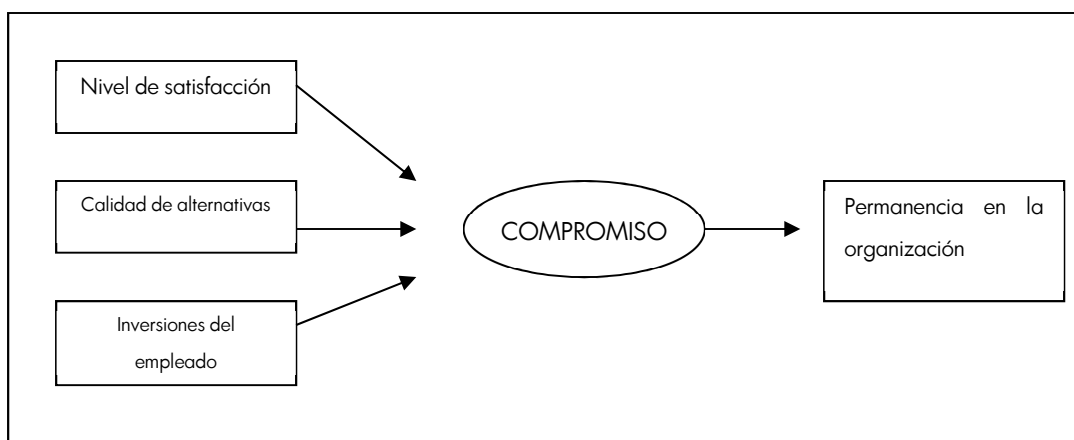 Nivel de satisfacción
Calidad de alternativas
Inversiones del
empleado
COMPROMISO
Permanencia en la
organización